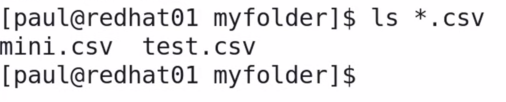 [paul@redhat01 myfolder]$ ls *.csv
mini.csv  test.csv
[paul@redhat01 myfolder]$